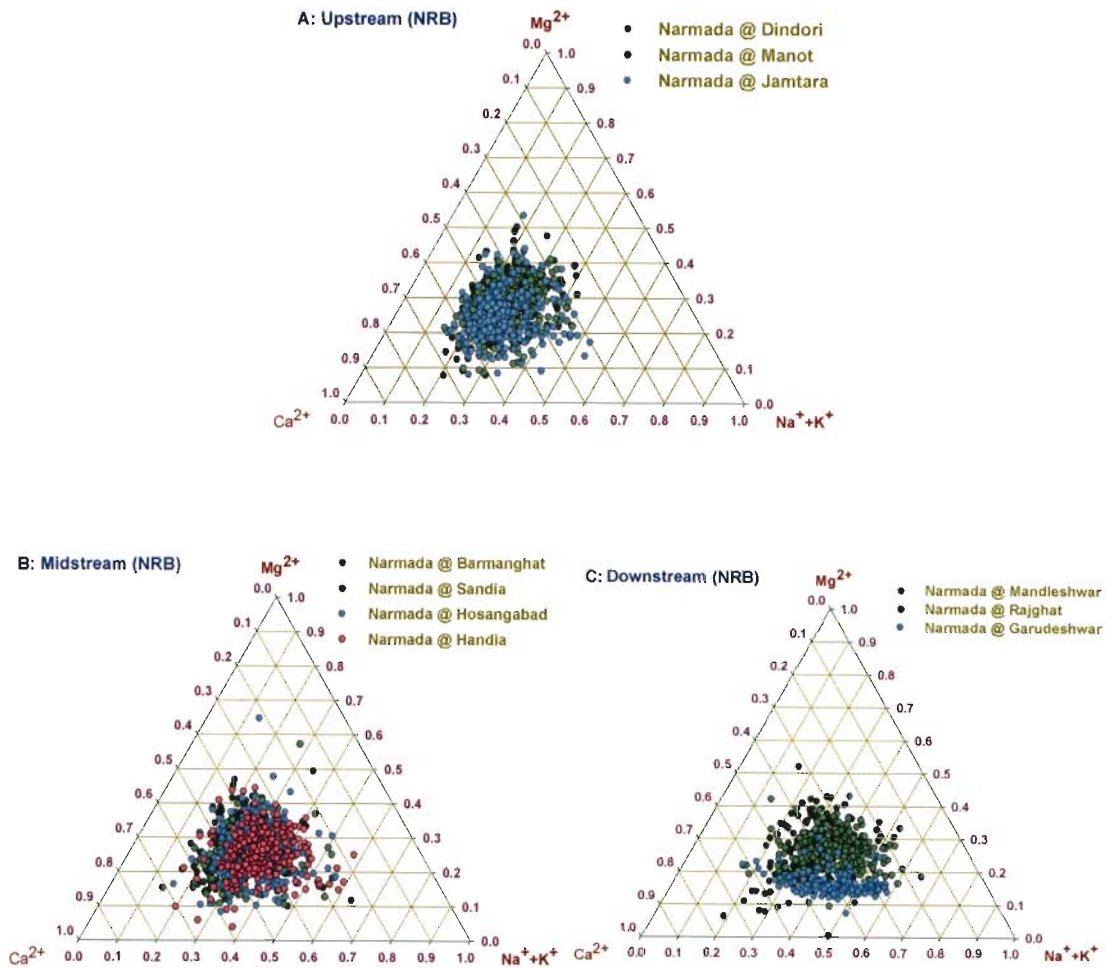 A: Upstream (NRB)
Mg2+
Narmada @ Dindori
Narmada @ Manot
Narmada @ Jamtara
0.0 1.0
0.1 0.9
0.2 0.8
0.3 0.7
0.4 0.6
0.5 0.5
0.6 0.4
0.7 0.3
0.8 0.2
0.9 0.1
1.0 0.0
0.0 0.1 0.2 0.3 0.4 0.5 0.6 0.7 0.8 0.9 1.0
Ca2+ Na++K+
B: Midstream (NRB)
Mg2+
Narmada @ Barmanghat
Narmada @ Sandia
Narmada @ Hosangabad
Narmada @ Handia
0.0 1.0
0.1 0.9
0.2 0.8
0.3 0.7
0.4 0.6
0.5 0.5
0.6 0.4
0.7 0.3
0.8 0.2
0.9 0.1
1.0 0.0
0.0 0.1 0.2 0.3 0.4 0.5 0.6 0.7 0.8 0.9 1.0
Ca2+ Na++K+
C: Downstream (NRB)
Mg2+
Narmada @ Mandleshwar
Narmada @ Rajghat
Narmada @ Garudeshwar
0.0 1.0
0.1 0.9
0.2 0.8
0.3 0.7
0.4 0.6
0.5 0.5
0.6 0.4
0.7 0.3
0.8 0.2
0.9 0.1
1.0 0.0
0.0 0.1 0.2 0.3 0.4 0.5 0.6 0.7 0.8 0.9 1.0
Ca2+ Na++K+